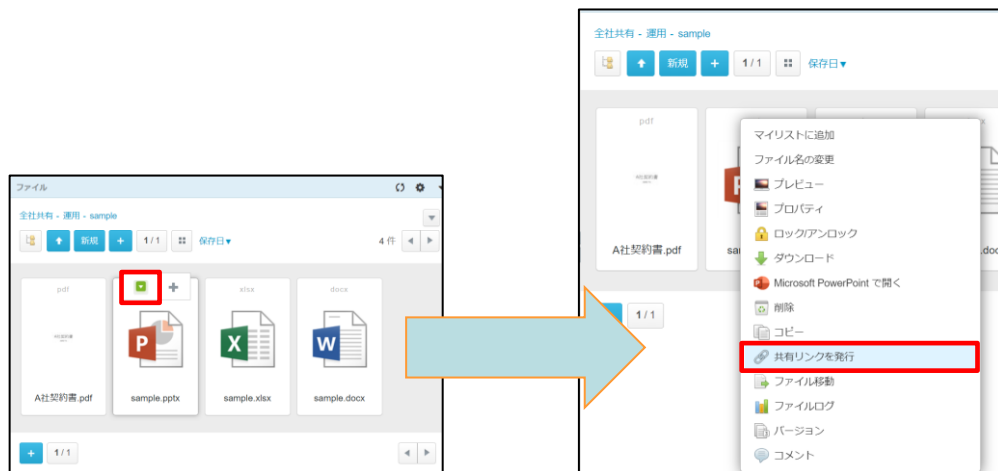 ファイル
全社共有 - 運用 - sample
新規
+
1 / 1
保存日▼
4 件
pdf
xlsx
docx
A社契約書.pdf
sample.pptx
sample.xlsx
sample.docx
+
1 / 1
全社共有 - 運用 - sample
新規
+
1 / 1
保存日▼
pdf
A社契約書.pdf
1 / 1
マイリストに追加
ファイル名の変更
プレビュー
プロパティ
ロック/アンロック
ダウンロード
Microsoft PowerPoint で開く
削除
コピー
共有リンクを発行
ファイル移動
ファイルログ
バージョン
コメント